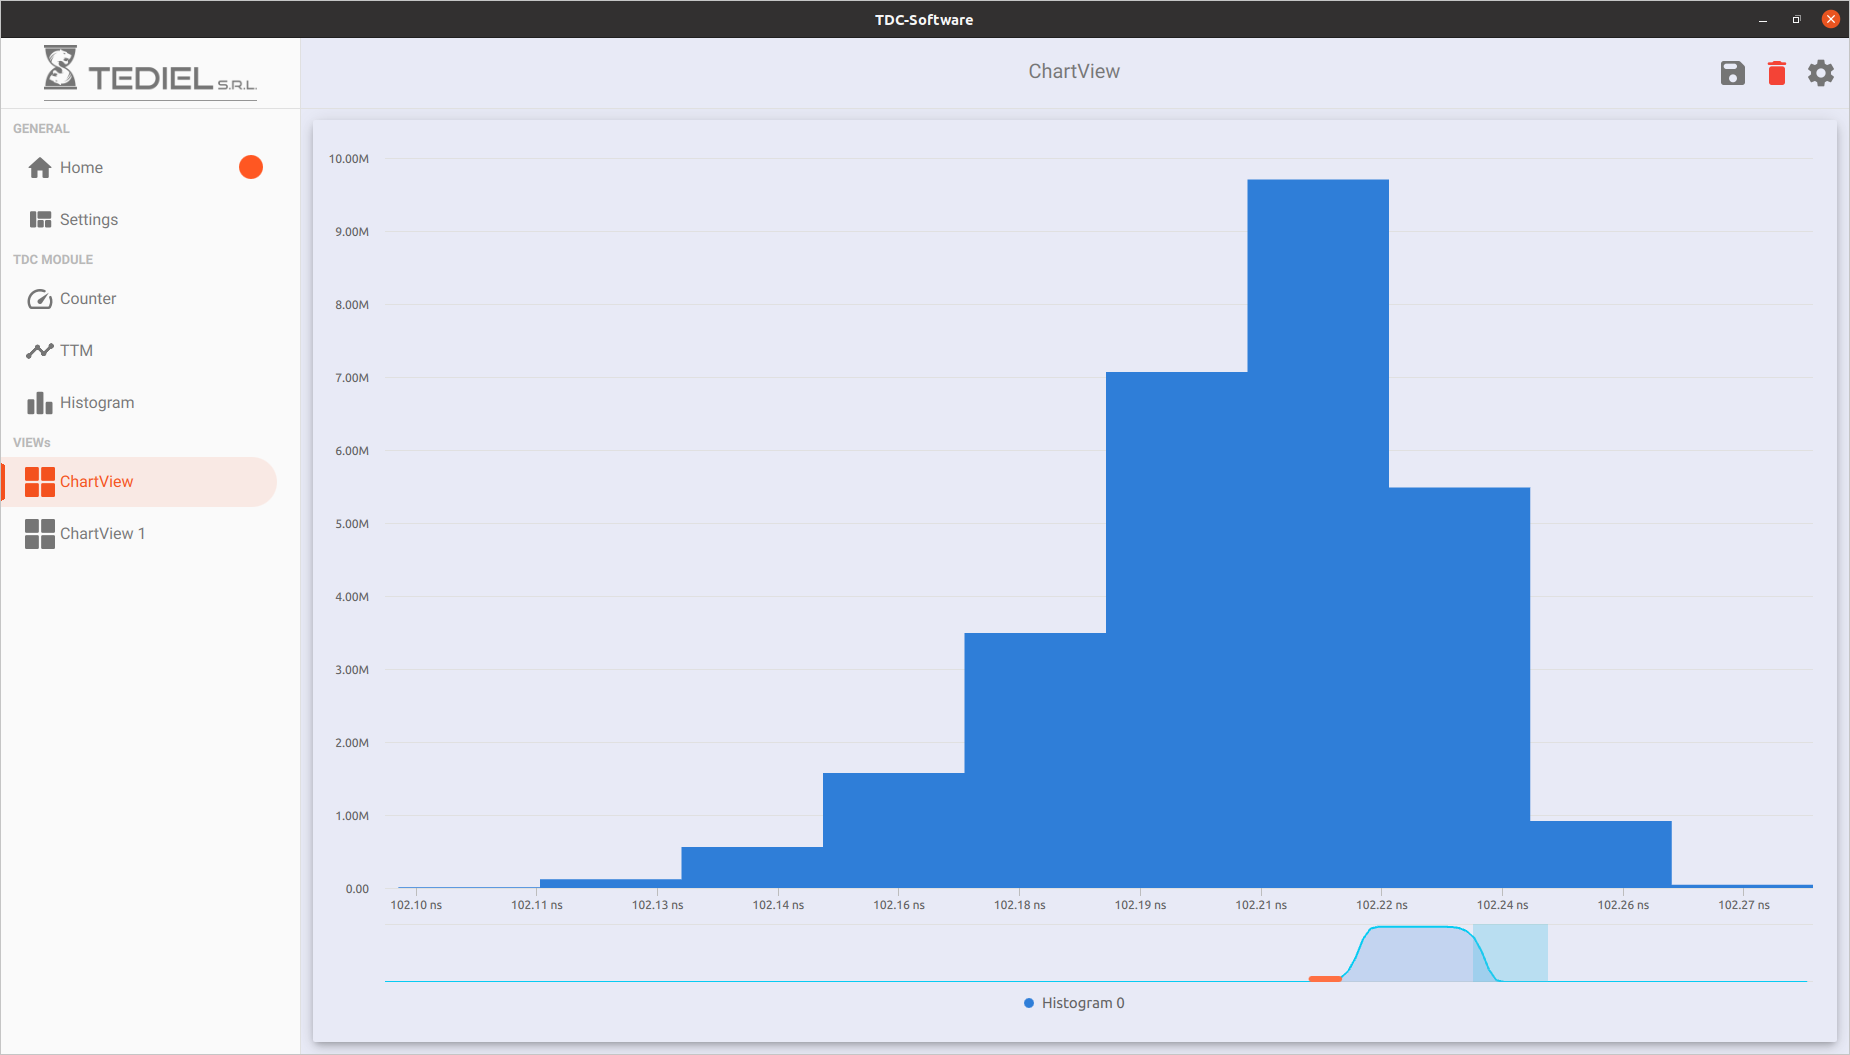 TDC-Software
TEDIEL S.R.L.
ChartView
GENERAL
Home
Settings
TDC MODULE
Counter
TTM
Histogram
VIEWs
ChartView
ChartView 1
10.00M
9.00M
8.00M
7.00M
6.00M
5.00M
4.00M
3.00M
2.00M
1.00M
0.00
102.10 ns 102.11 ns 102.13 ns 102.14 ns 102.16 ns 102.18 ns 102.19 ns 102.21 ns 102.22 ns 102.24 ns 102.26 ns 102.27 ns
Histogram 0